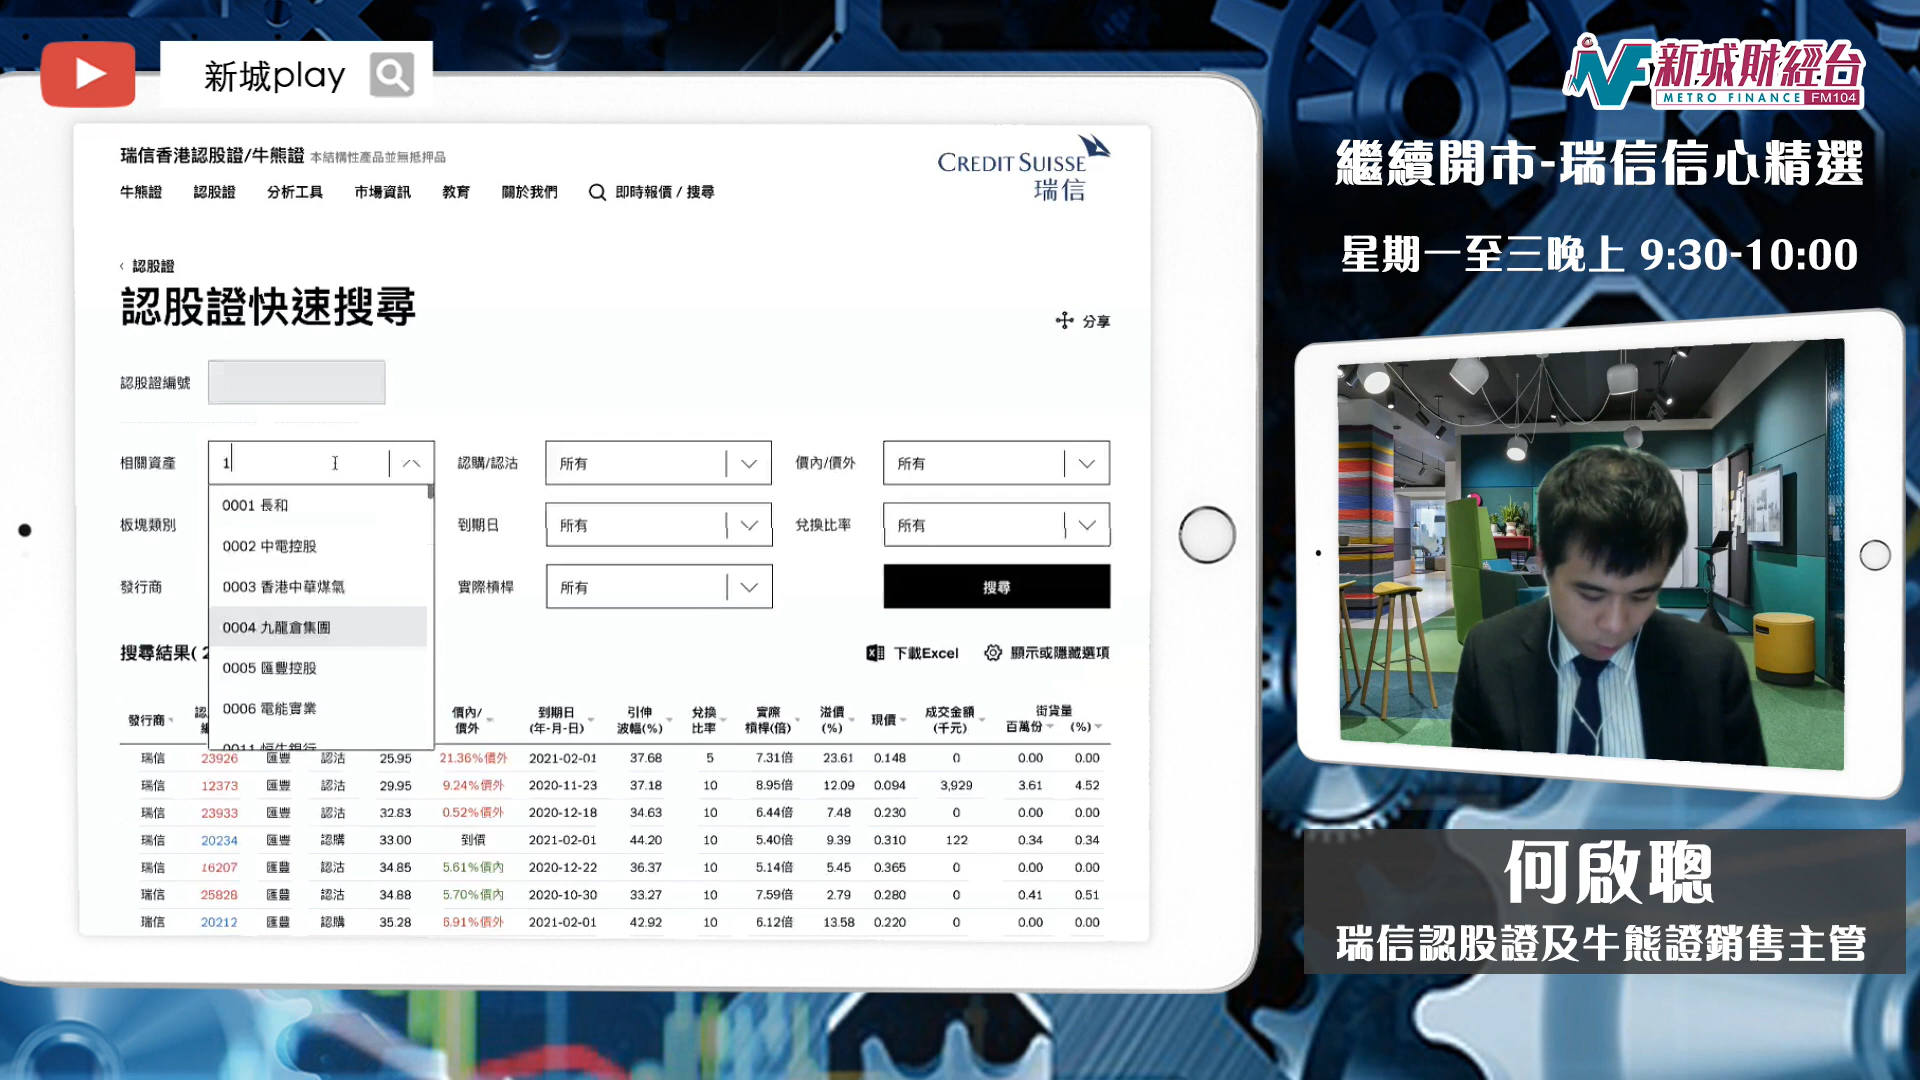 新城play
新城財經台
METRO FINANCE FM104
繼續開市-瑞信信心精選
星期一至三晚上 9:30-10:00
瑞信香港認股證/牛熊證 本結構性產品並無抵押品
CREDIT SUISSE
瑞信
牛熊證 認股證 分析工具 市場資訊 教育 關於我們 即時報價 / 搜尋
‹ 認股證
認股證快速搜尋
分享
認股證編號
相關資產 1 認購/認沽 所有 價內/價外 所有
0001 長和
板塊類別 到期日 所有 兌換比率 所有
0002 中電控股
0003 香港中華煤氣
發行商 實際槓桿 所有 搜尋
0004 九龍倉集團
搜尋結果( 2 下載Excel 顯示或隱藏選項
0005 匯豐控股
0006 電能實業
0011 恒生銀行
發行商 價內/價外 到期日(年-月-日) 引伸波幅(%) 兌換比率 實際槓桿(倍) 溢價(%) 現價 成交金額(千元) 街貨量 百萬份 (%)
瑞信 23926 匯豐 認沽 25.95 21.36%價外 2021-02-01 37.68 5 7.31倍 23.61 0.148 0 0.00 0.00
瑞信 12373 匯豐 認沽 29.95 9.24%價外 2020-11-23 37.18 10 8.95倍 12.09 0.094 3,929 3.61 4.52
瑞信 23933 匯豐 認沽 32.83 0.52%價外 2020-12-18 34.63 10 6.44倍 7.48 0.230 0 0.00 0.00
瑞信 20234 匯豐 認購 33.00 到價 2021-02-01 44.20 10 5.40倍 9.39 0.310 122 0.34 0.34
瑞信 16207 匯豐 認沽 34.85 5.61%價內 2020-12-22 36.37 10 5.14倍 5.45 0.365 0 0.00 0.00
瑞信 25828 匯豐 認沽 34.88 5.70%價內 2020-10-30 33.27 10 7.59倍 2.79 0.280 0 0.41 0.51
瑞信 20212 匯豐 認購 35.28 6.91%價外 2021-02-01 42.92 10 6.12倍 13.58 0.220 0 0.00 0.00
何啟聰
瑞信認股證及牛熊證銷售主管